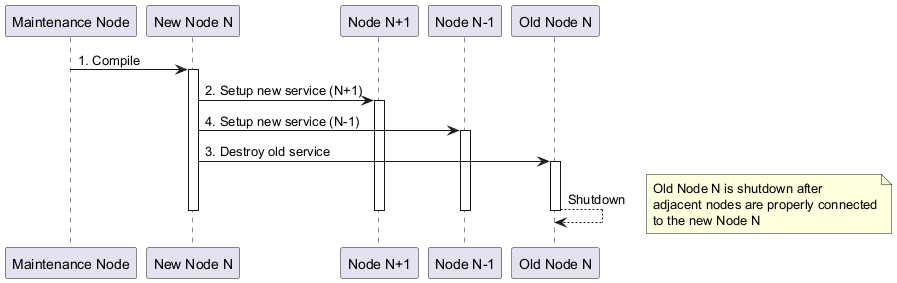 Maintenance Node
New Node N
Node N+1
Node N-1
Old Node N
1. Compile
2. Setup new service (N+1)
4. Setup new service (N-1)
3. Destroy old service
Shutdown
Old Node N is shutdown after
adjacent nodes are properly connected
to the new Node N
Maintenance Node
New Node N
Node N+1
Node N-1
Old Node N